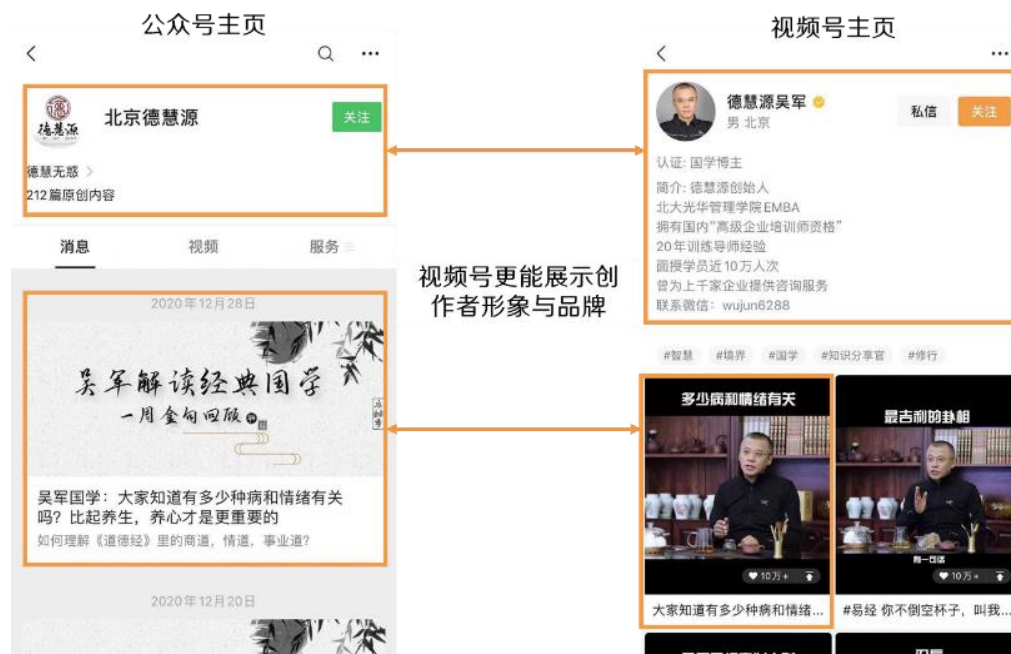 公众号主页
视频号主页
德慧源
北京德慧源
关注
德慧无惑
212篇原创内容
消息
视频
服务
2020年12月28日
吴军解读经典国学
一周金句回顾
吴军国学：大家知道有多少种病和情绪有关
吗？比起养生，养心才是更重要的
如何理解《道德经》里的商道，情道，事业道？
2020年12月20日
视频号更能展示创
作者形象与品牌
德慧源吴军
男 北京
私信
关注
认证: 国学博主
简介: 德慧源创始人
北大光华管理学院EMBA
拥有国内"高级企业培训师资格"
20年训练导师经验
面授学员近10万人次
曾为上千家企业提供咨询服务
联系微信：wujun6288
#智慧 #境界 #国学 #知识分享官 #修行
多少病和情绪有关
10万+
大家知道有多少种病和情绪...
最吉利的卦相
有一句话
10万+
#易经 你不倒空杯子，叫我...